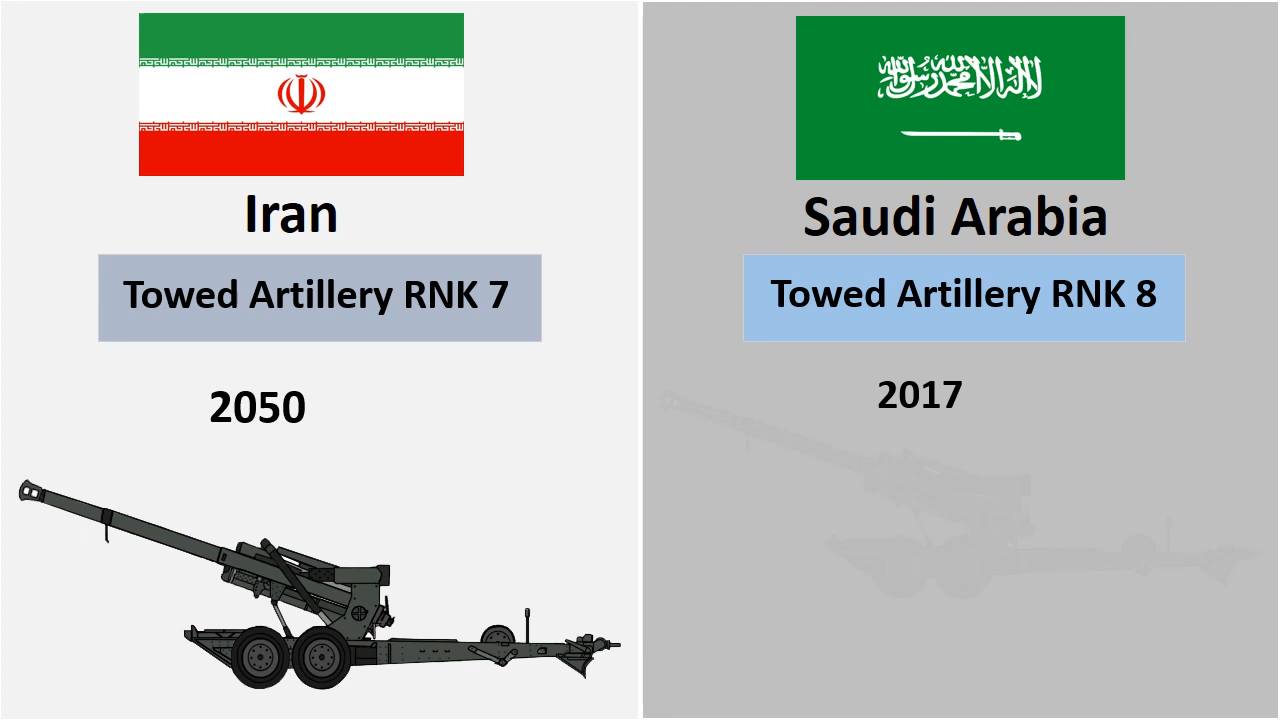 Iran
Towed Artillery RNK 7
2050
لا إله إلا الله محمد رسول الله
Saudi Arabia
Towed Artillery RNK 8
2017